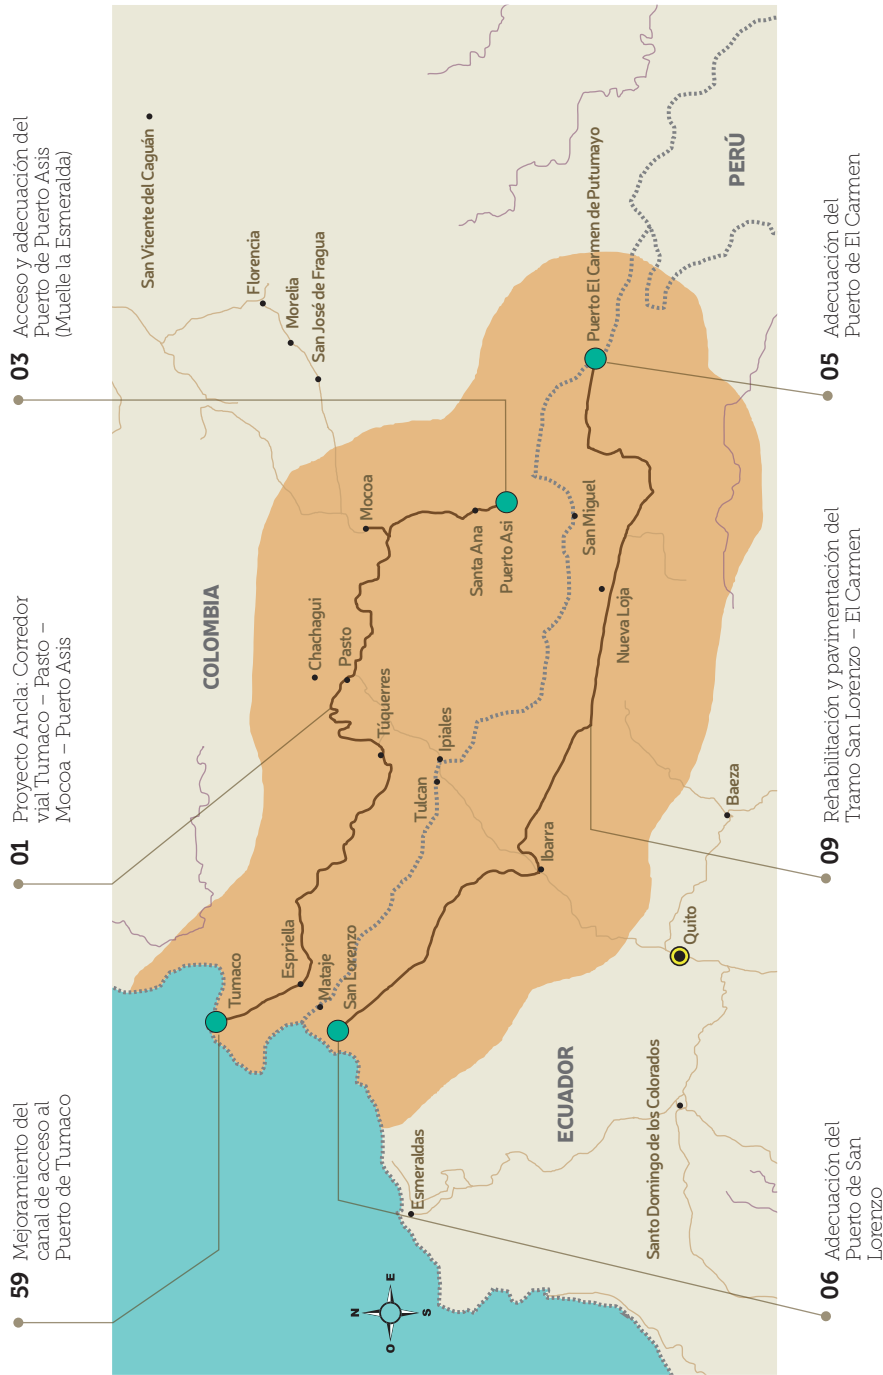 59 Mejoramiento del
canal de acceso al
Puerto de Tumaco
01 Proyecto Ancla: Corredor
vial Tumaco – Pasto –
Mocoa – Puerto Asis
03 Acceso y adecuación del
Puerto de Puerto Asis
(Muelle la Esmeralda)
San Vicente del Caguán
Florencia
Morelia
San José de Fragua
COLOMBIA
Chachagui
Mocoa
Pasto
Túquerres
Santa Ana
Puerto Asi
Tumaco
Espriella
Mataje
San Lorenzo
Tulcan
Ipiales
San Miguel
Puerto El Carmen de Putumayo
PERÚ
Nueva Loja
Ibarra
Baeza
Quito
ECUADOR
Esmeraldas
Santo Domingo de los Colorados
N
O
E
S
06 Adecuación del
Puerto de San
Lorenzo
09 Rehabilitación y pavimentación del
Tramo San Lorenzo – El Carmen
05 Adecuación del
Puerto de El Carmen